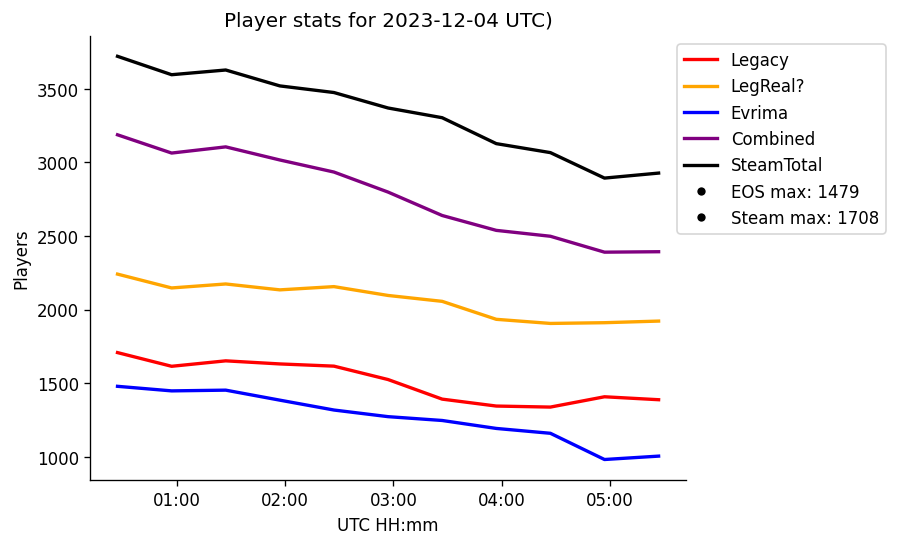 Player stats for 2023-12-04 UTC)
Players
3500
3000
2500
2000
1500
1000
01:00
02:00
03:00
04:00
05:00
UTC HH:mm
Legacy
LegReal?
Evrima
Combined
SteamTotal
EOS max: 1479
Steam max: 1708